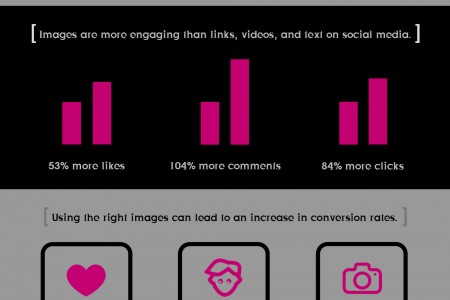 [ Images are more engaging than links, videos, and text on social media. ]
53% more likes 104% more comments 84% more clicks
[ Using the right images can lead to an increase in conversion rates. ]